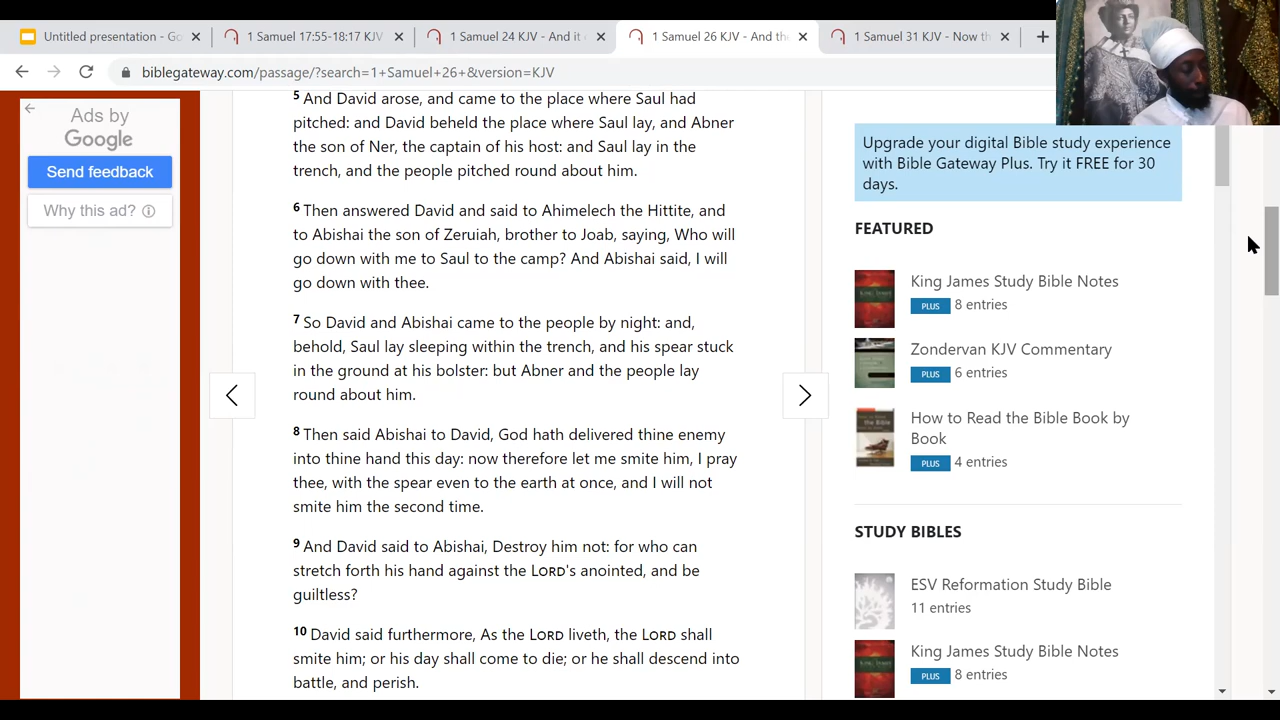 Untitled presentation - Go
1 Samuel 17:55-18:17 KJV
1 Samuel 24 KJV - And it c
1 Samuel 26 KJV - And the
1 Samuel 31 KJV - Now th
biblegateway.com/passage/?search=1+Samuel+26+&version=KJV
Ads by
Google
Send feedback
Why this ad?
5 And David arose, and came to the place where Saul had
pitched: and David beheld the place where Saul lay, and Abner
the son of Ner, the captain of his host: and Saul lay in the
trench, and the people pitched round about him.
6 Then answered David and said to Ahimelech the Hittite, and
to Abishai the son of Zeruiah, brother to Joab, saying, Who will
go down with me to Saul to the camp? And Abishai said, I will
go down with thee.
7 So David and Abishai came to the people by night: and,
behold, Saul lay sleeping within the trench, and his spear stuck
in the ground at his bolster: but Abner and the people lay
round about him.
8 Then said Abishai to David, God hath delivered thine enemy
into thine hand this day: now therefore let me smite him, I pray
thee, with the spear even to the earth at once, and I will not
smite him the second time.
9 And David said to Abishai, Destroy him not: for who can
stretch forth his hand against the LORD's anointed, and be
guiltless?
10 David said furthermore, As the LORD liveth, the LORD shall
smite him; or his day shall come to die; or he shall descend into
battle, and perish.
Upgrade your digital Bible study experience
with Bible Gateway Plus. Try it FREE for 30
days.
FEATURED
King James Study Bible Notes
PLUS 8 entries
Zondervan KJV Commentary
PLUS 6 entries
How to Read the Bible Book by
Book
PLUS 4 entries
STUDY BIBLES
ESV Reformation Study Bible
11 entries
King James Study Bible Notes
PLUS 8 entries